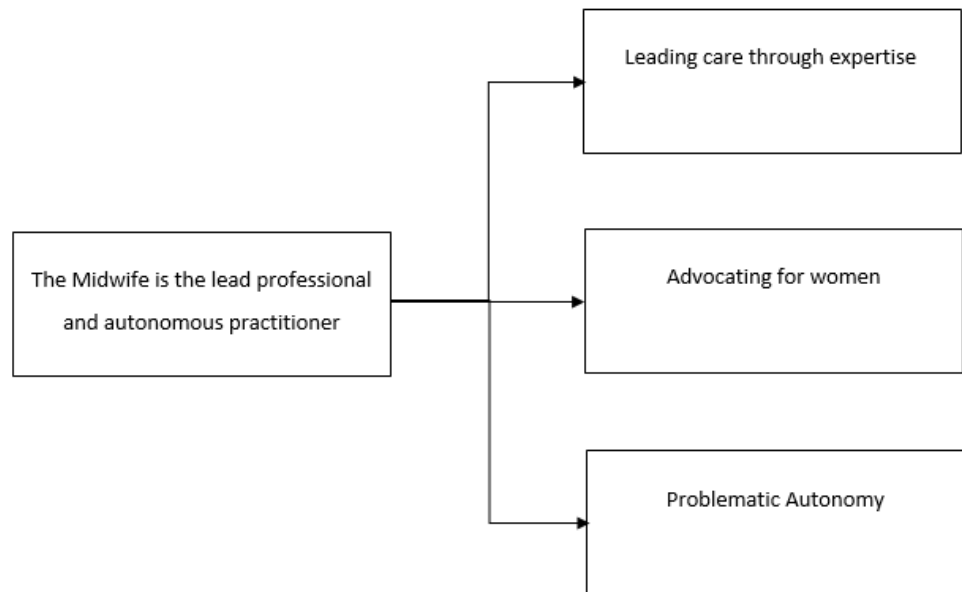 Leading care through expertise
The Midwife is the lead professional
and autonomous practitioner
Advocating for women
Problematic Autonomy